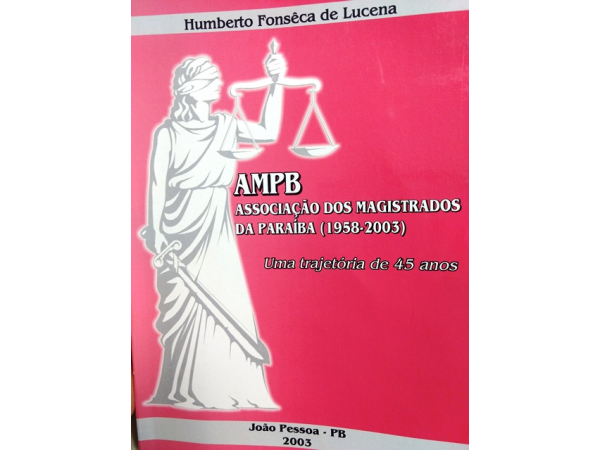 Humberto Fonsêca de Lucena
AMPB
ASSOCIAÇÃO DOS MAGISTRADOS
DA PARAÍBA (1958-2003)
Uma trajetória de 45 anos
João Pessoa - PB
2003